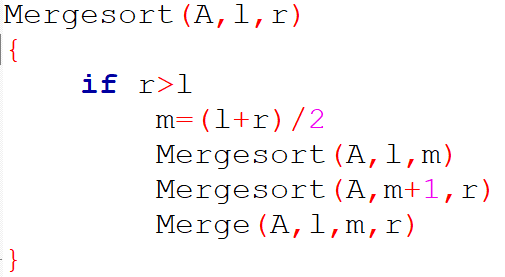 Mergesort(A,l,r)
{
if r>l
m=(l+r)/2
Mergesort(A,l,m)
Mergesort(A,m+1,r)
Merge(A,l,m,r)
}